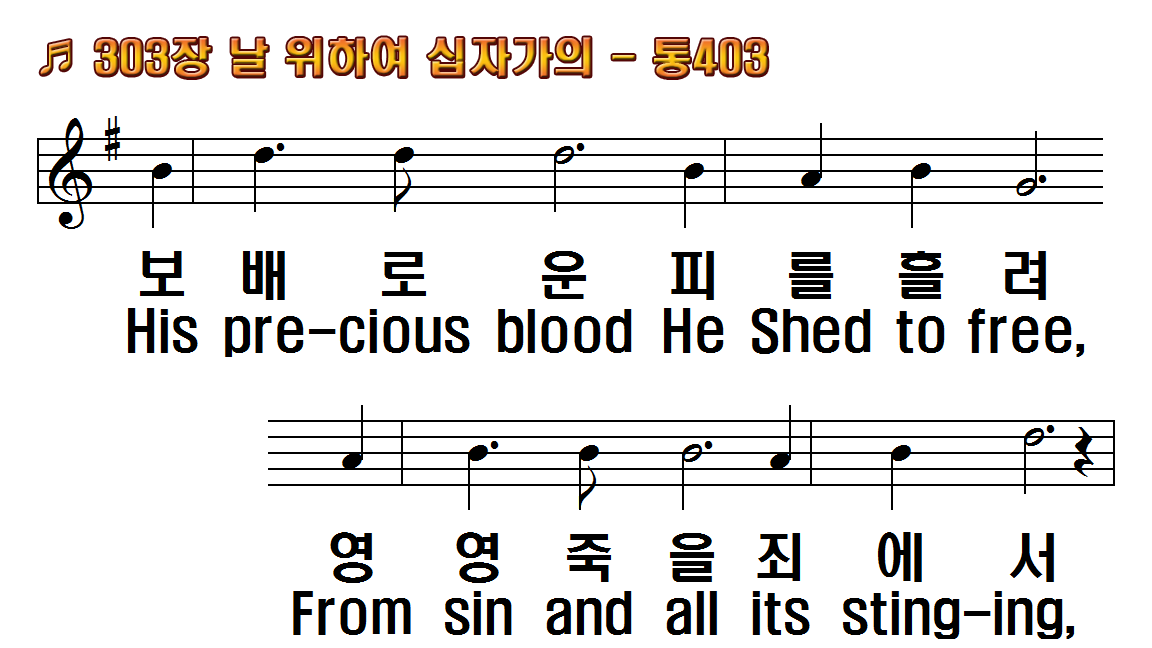 ♬ 303장 날 위하여 십자가의 - 통403
보 배 로 운 피 를 흘 려
His pre-cious blood He Shed to free,
영 영 죽 을 죄 에 서
From sin and all its sting-ing,